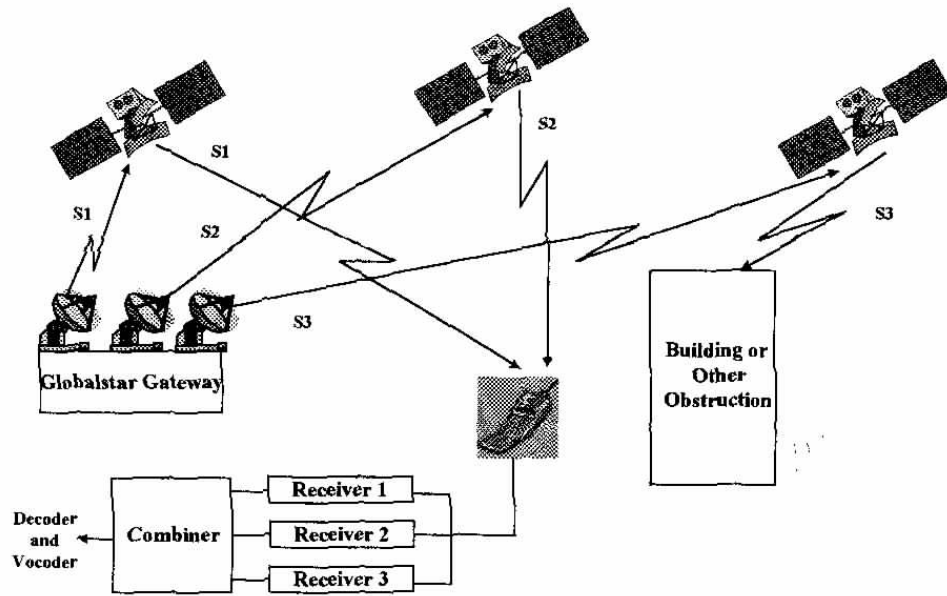 S1
S2
S1
S2
S3
S3
Globalstar Gateway
Building or
Other
Obstruction
Receiver 1
Decoder
and
Vocoder
Combiner
Receiver 2
Receiver 3